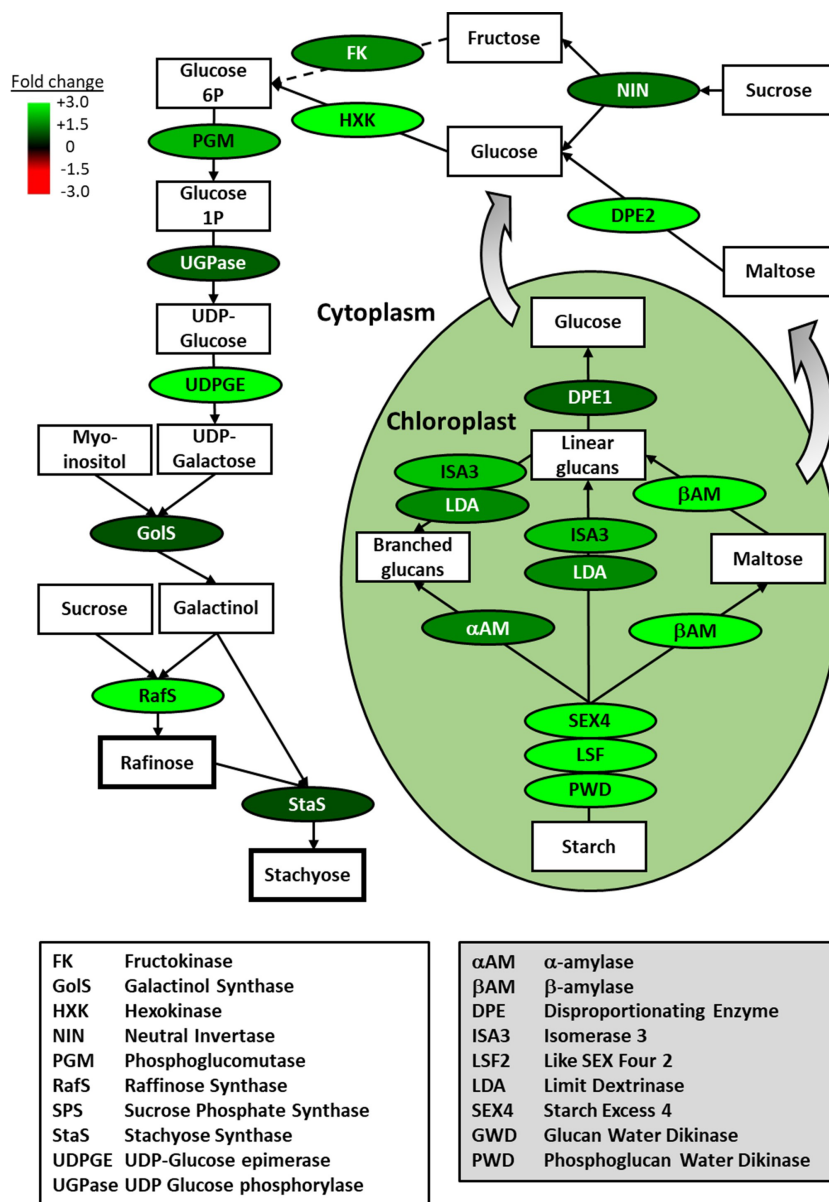 Fold change
+3.0
+1.5
0
-1.5
-3.0
FK
Fructose
Glucose
6P
HXK
NIN
Sucrose
PGM
Glucose
Glucose
1P
DPE2
UGPase
Maltose
UDP-
Glucose
Cytoplasm
Glucose
UDPGE
DPE1
Chloroplast
Myo-
inositol
UDP-
Galactose
Linear
glucans
ISA3
LDA
βAM
GolS
ISA3
LDA
Branched
glucans
Maltose
Sucrose
Galactinol
αAM
βAM
RafS
SEX4
LSF
PWD
Rafinose
StaS
Starch
Stachyose
FK Fructokinase
GolS Galactinol Synthase
HXK Hexokinase
NIN Neutral Invertase
PGM Phosphoglucomutase
RafS Raffinose Synthase
SPS Sucrose Phosphate Synthase
StaS Stachyose Synthase
UDPGE UDP-Glucose epimerase
UGPase UDP Glucose phosphorylase
αAM α-amylase
βAM β-amylase
DPE Disproportionating Enzyme
ISA3 Isomerase 3
LSF2 Like SEX Four 2
LDA Limit Dextrinase
SEX4 Starch Excess 4
GWD Glucan Water Dikinase
PWD Phosphoglucan Water Dikinase